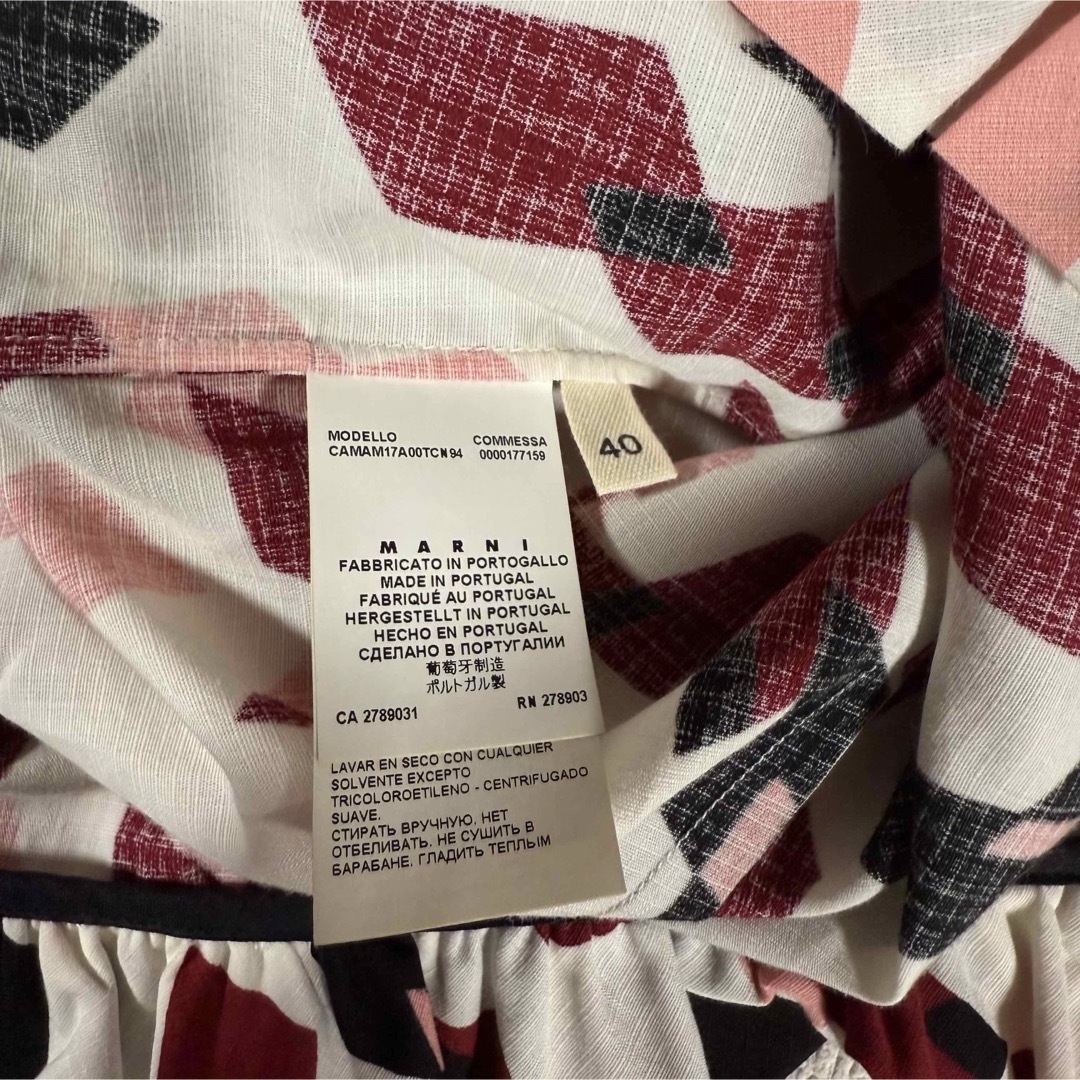 MODELLO COMMESSA
CAMAM17A00TCN94 0000177159
40
MARNI
FABBRICATO IN PORTOGALLO
MADE IN PORTUGAL
FABRIQUÉ AU PORTUGAL
HERGESTELLT IN PORTUGAL
HECHO EN PORTUGAL
СДЕЛАНО В ПОРТУГАЛИИ
葡萄牙制造
ポルトガル製
CA 2789031 RN 278903
LAVAR EN SECO CON CUALQUIER
SOLVENTE EXCEPTO
TRICOLOROETILENO - CENTRIFUGADO
SUAVE.
СТИРАТЬ ВРУЧНУЮ. НЕТ
ОТБЕЛИВАТЬ. НЕ СУШИТЬ В
БАРАБАНЕ. ГЛАДИТЬ ТЕПЛЫМ